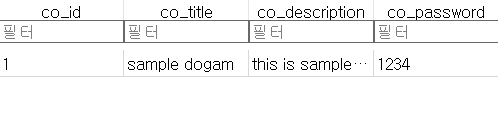 co_id co_title co_description co_password
필터 필터 필터 필터
1 sample dogam this is sample… 1234